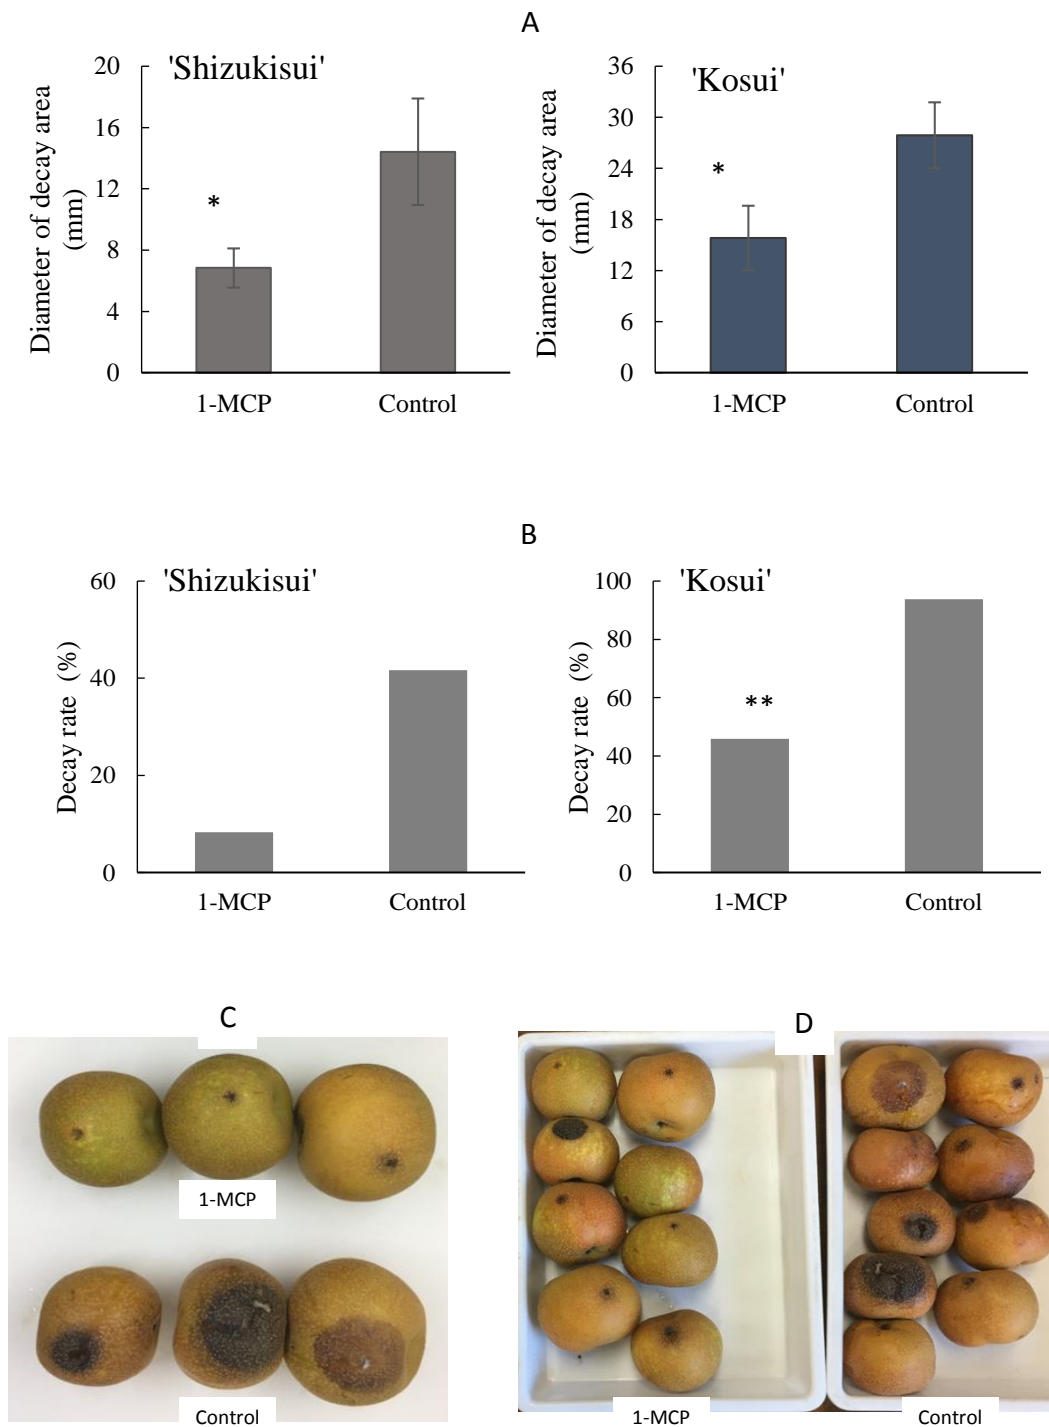 A
'Shizukisui'
Diameter of decay area
(mm)
20
16
12
8
4
0
*
1-MCP
Control
'Kosui'
Diameter of decay area
(mm)
36
30
24
18
12
6
0
*
1-MCP
Control
B
'Shizukisui'
Decay rate (%)
60
40
20
0
1-MCP
Control
'Kosui'
Decay rate (%)
100
80
60
40
20
0
**
1-MCP
Control
C
1-MCP
Control
D
1-MCP
Control